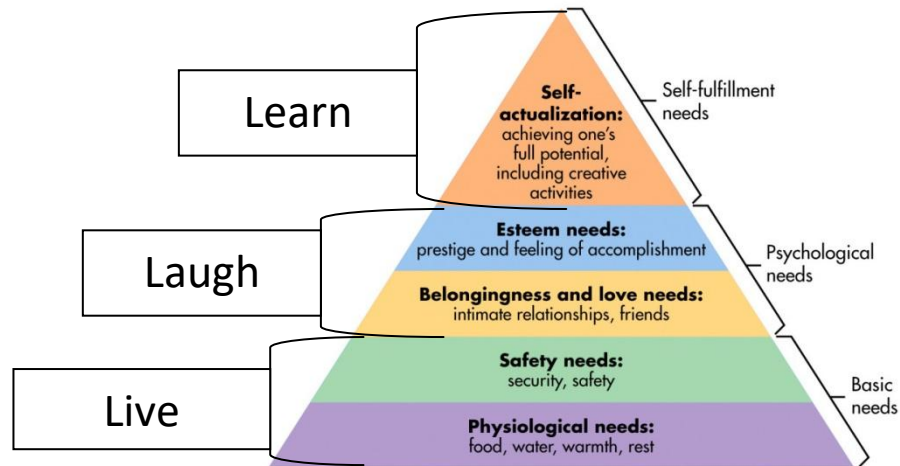 Learn
Self-
actualization:
achieving one's
full potential,
including creative
activities
Self-fulfillment
needs
Laugh
Esteem needs:
prestige and feeling of accomplishment
Belongingness and love needs:
intimate relationships, friends
Psychological
needs
Live
Safety needs:
security, safety
Physiological needs:
food, water, warmth, rest
Basic
needs